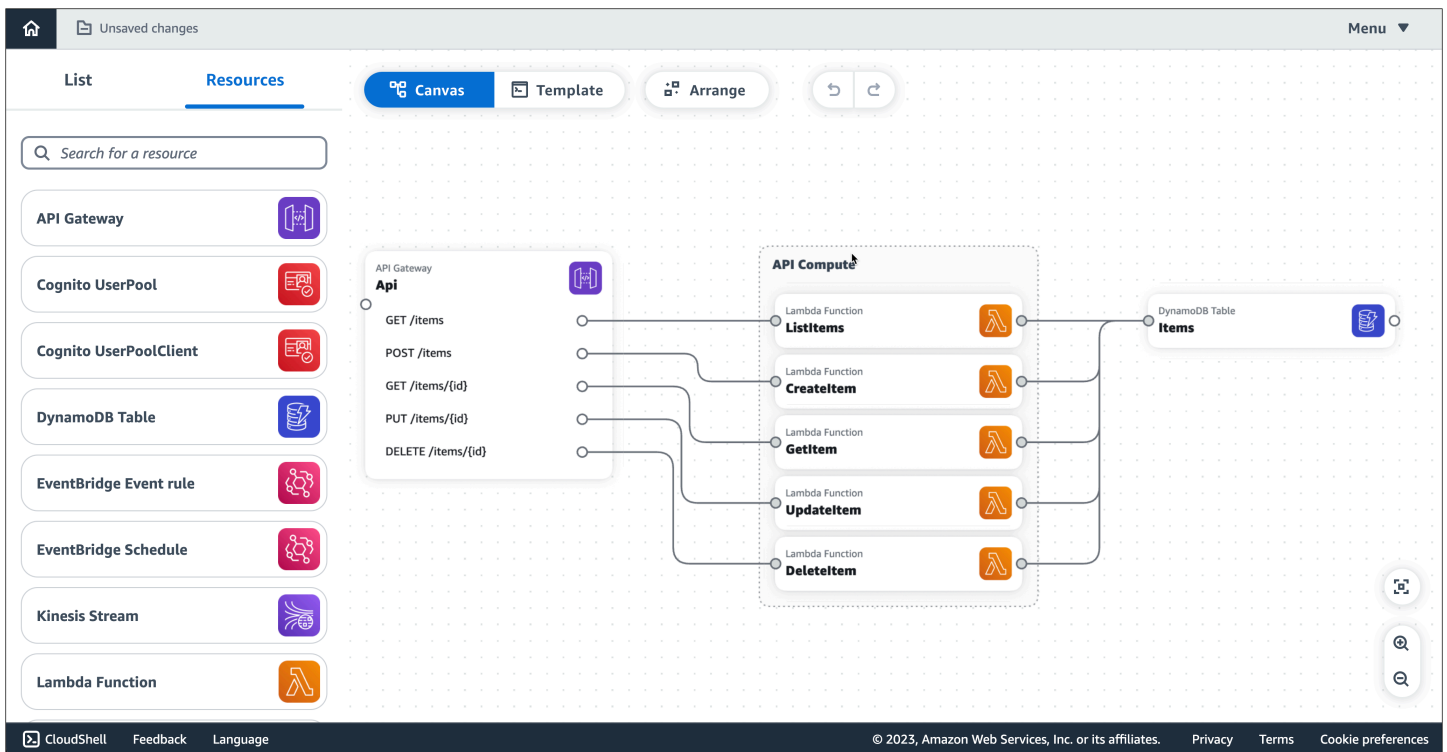 Unsaved changes
Menu
List
Resources
Canvas
Template
Arrange
Search for a resource
API Gateway
Cognito UserPool
Cognito UserPoolClient
DynamoDB Table
EventBridge Event rule
EventBridge Schedule
Kinesis Stream
Lambda Function
API Gateway
Api
GET /items
POST /items
GET /items/{id}
PUT /items/{id}
DELETE /items/{id}
API Compute
Lambda Function
ListItems
Lambda Function
CreateItem
Lambda Function
GetItem
Lambda Function
UpdateItem
Lambda Function
DeleteItem
DynamoDB Table
Items
CloudShell Feedback Language © 2023, Amazon Web Services, Inc. or its affiliates. Privacy Terms Cookie preferences